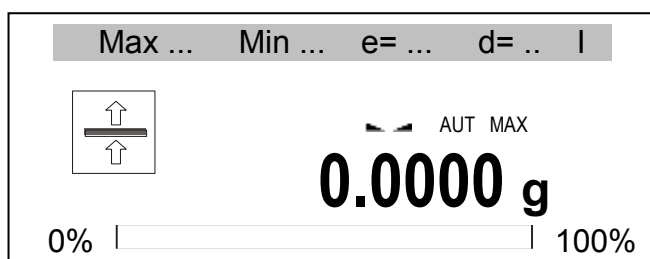 Max ... Min ... e= ... d= .. I
AUT MAX
0.0000 g
0% 100%